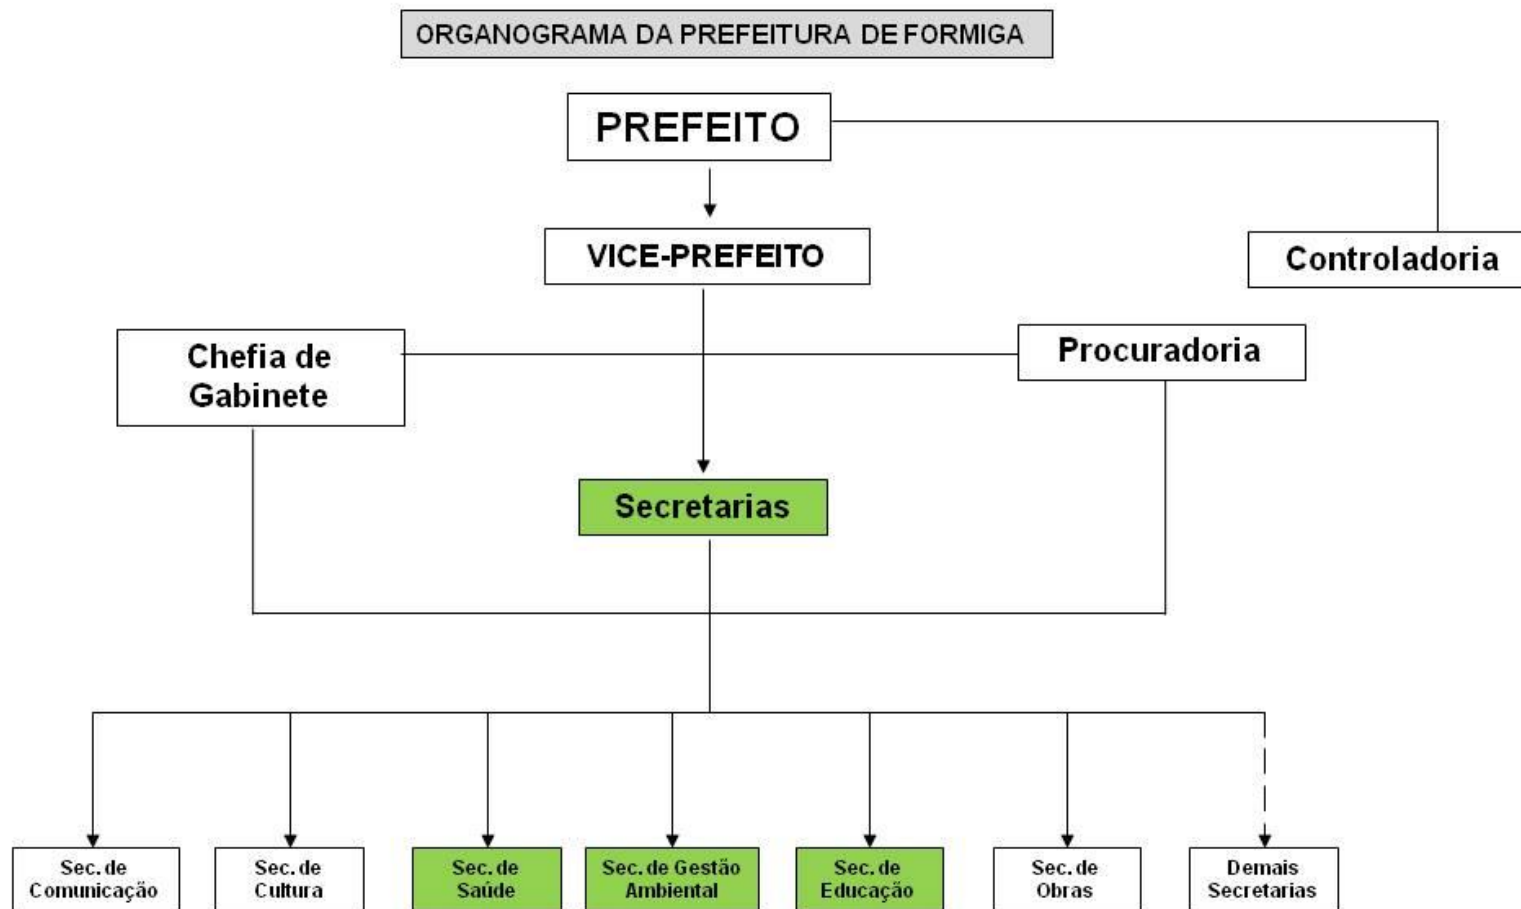 ORGANOGRAMA DA PREFEITURA DE FORMIGA
PREFEITO
VICE-PREFEITO
Controladoria
Chefia de
Gabinete
Procuradoria
Secretarias
Sec. de
Comunicação
Sec. de
Cultura
Sec. de
Saúde
Sec. de Gestão
Ambiental
Sec. de
Educação
Sec. de
Obras
Demais
Secretarias